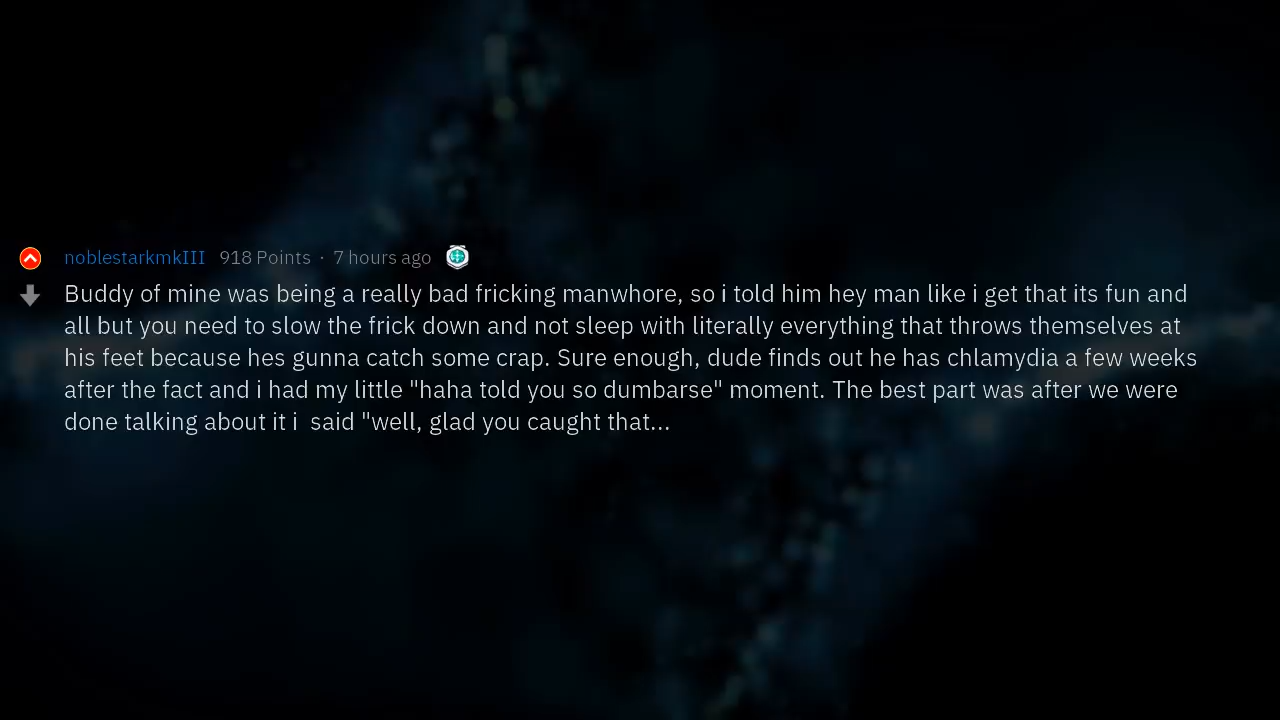 noblestarkmkIII 918 Points · 7 hours ago
Buddy of mine was being a really bad fricking manwhore, so i told him hey man like i get that its fun and
all but you need to slow the frick down and not sleep with literally everything that throws themselves at
his feet because hes gunna catch some crap. Sure enough, dude finds out he has chlamydia a few weeks
after the fact and i had my little "haha told you so dumbarse" moment. The best part was after we were
done talking about it i  said "well, glad you caught that...